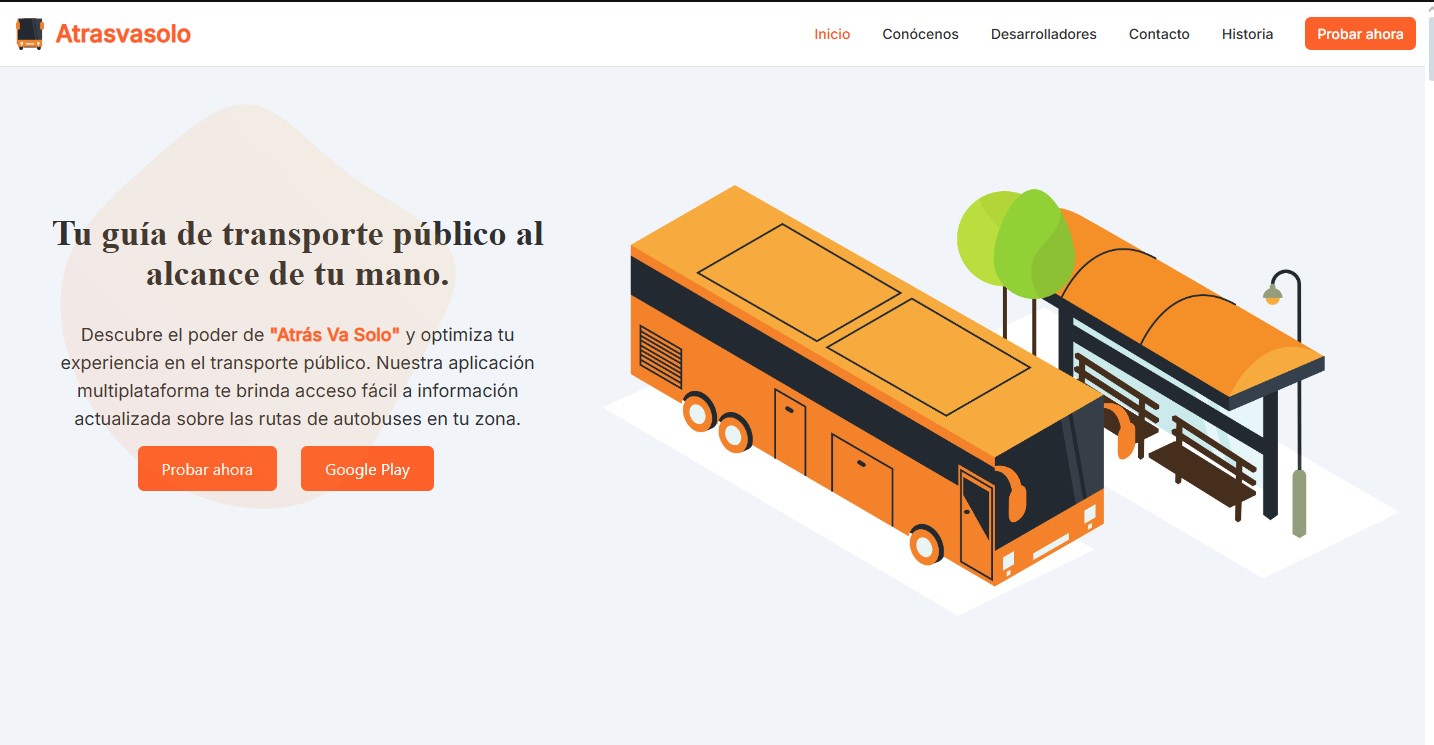 Atrasvasolo
Inicio
Conócenos
Desarrolladores
Contacto
Historia
Probar ahora
Tu guía de transporte público al
alcance de tu mano.
Descubre el poder de "Atrás Va Solo" y optimiza tu
experiencia en el transporte público. Nuestra aplicación
multiplataforma te brinda acceso fácil a información
actualizada sobre las rutas de autobuses en tu zona.
Probar ahora
Google Play